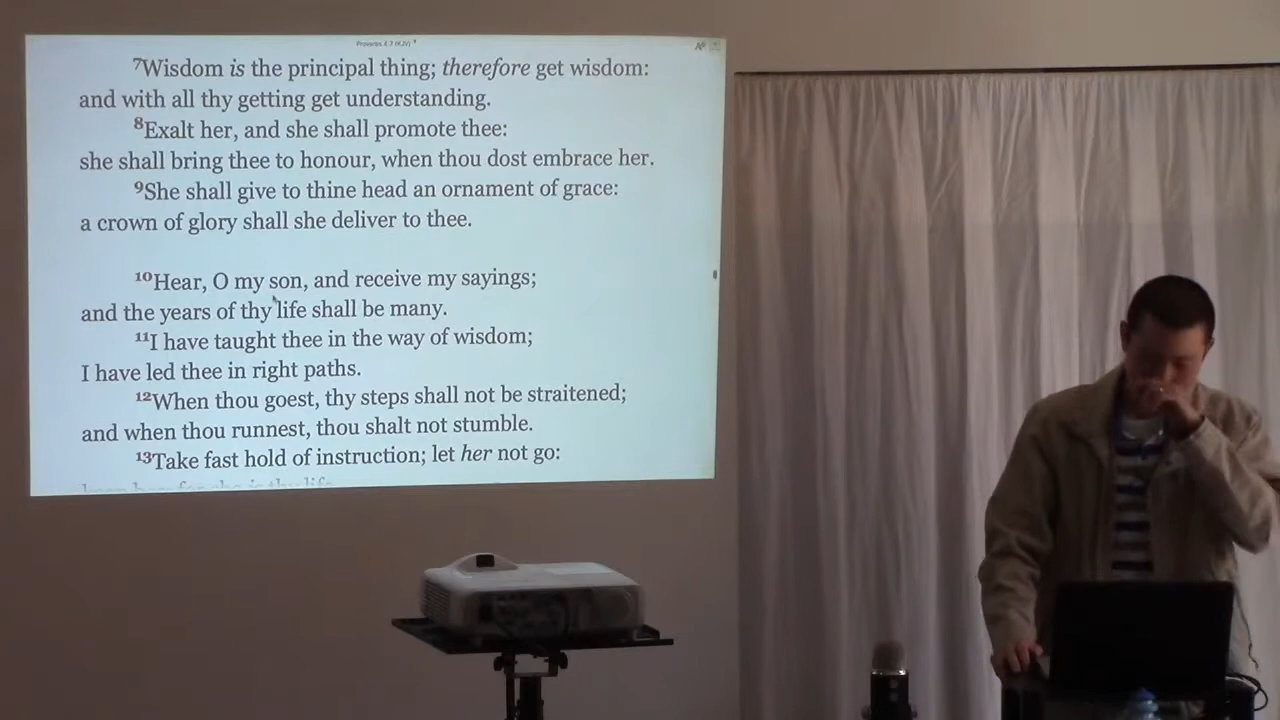 Proverbs 4:7 (KJV)
7Wisdom is the principal thing; therefore get wisdom:
and with all thy getting get understanding.
8Exalt her, and she shall promote thee:
she shall bring thee to honour, when thou dost embrace her.
9She shall give to thine head an ornament of grace:
a crown of glory shall she deliver to thee.
10Hear, O my son, and receive my sayings;
and the years of thy life shall be many.
11I have taught thee in the way of wisdom;
I have led thee in right paths.
12When thou goest, thy steps shall not be straitened;
and when thou runnest, thou shalt not stumble.
13Take fast hold of instruction; let her not go: